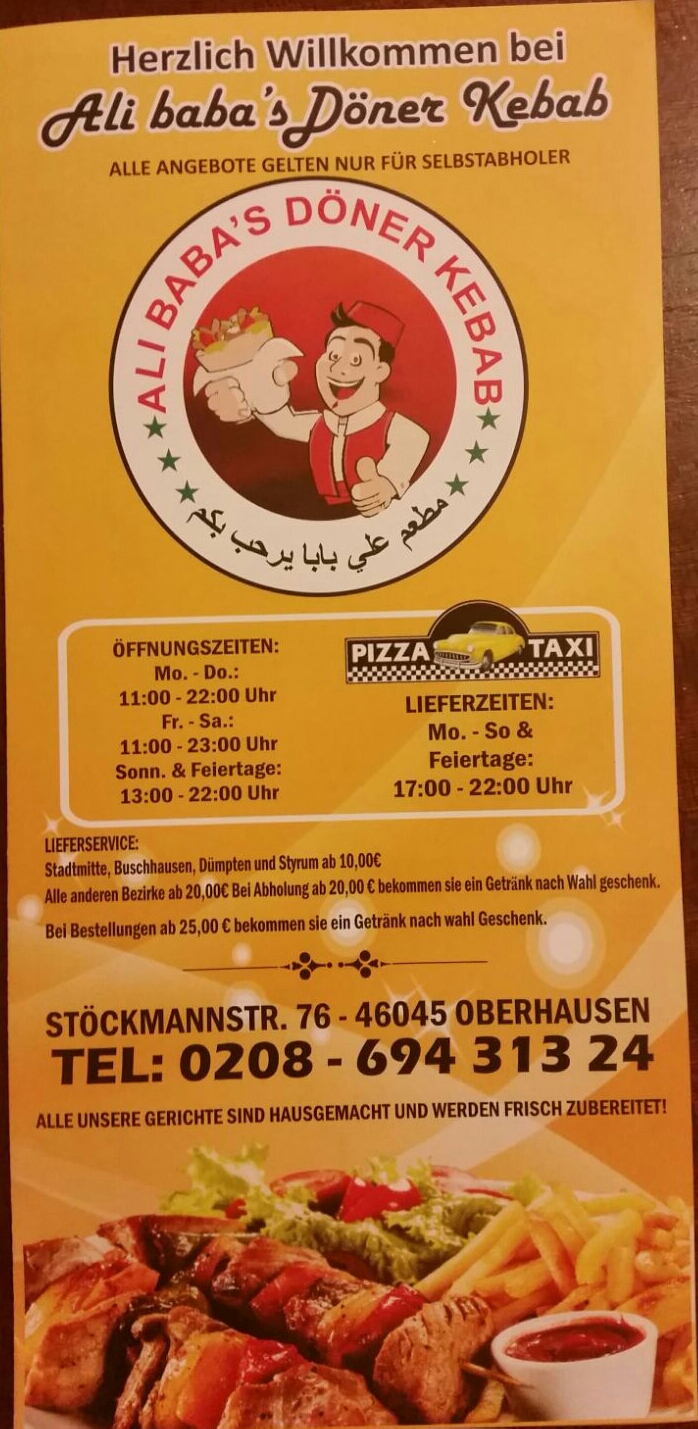 Herzlich Willkommen bei
Ali baba's Döner Kebab
ALLE ANGEBOTE GELTEN NUR FÜR SELBSTABHOLER
ALI BABA'S DÖNER KEBAB
مطعم علي بابا يرحب بكم
ÖFFNUNGSZEITEN:
Mo. - Do.:
11:00 - 22:00 Uhr
Fr. - Sa.:
11:00 - 23:00 Uhr
Sonn. & Feiertage:
13:00 - 22:00 Uhr
PIZZA TAXI
LIEFERZEITEN:
Mo. - So &
Feiertage:
17:00 - 22:00 Uhr
LIEFERSERVICE:
Stadtmitte, Buschhausen, Dümpten und Styrum ab 10,00€
Alle anderen Bezirke ab 20,00€ Bei Abholung ab 20,00 € bekommen sie ein Getränk nach Wahl geschenk.
Bei Bestellungen ab 25,00 € bekommen sie ein Getränk nach wahl Geschenk.
STÖCKMANNSTR. 76 - 46045 OBERHAUSEN
TEL: 0208 - 694 313 24
ALLE UNSERE GERICHTE SIND HAUSGEMACHT UND WERDEN FRISCH ZUBEREITET!